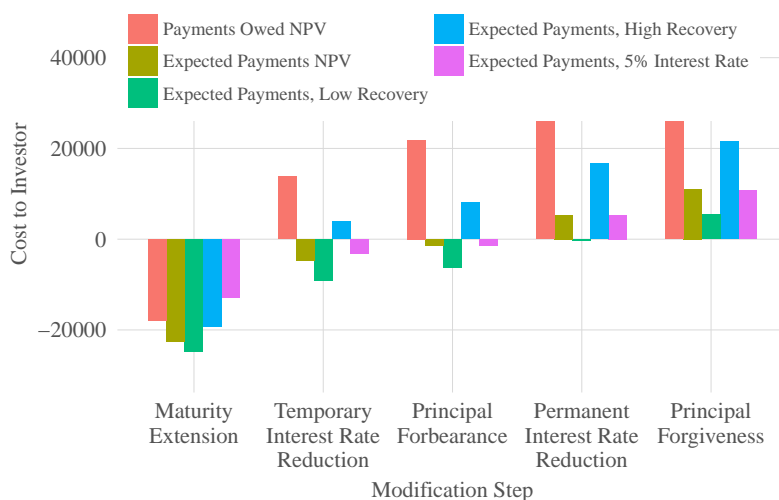 Payments Owed NPV
Expected Payments NPV
Expected Payments, Low Recovery
Expected Payments, High Recovery
Expected Payments, 5% Interest Rate
Cost to Investor
40000
20000
0
−20000
Maturity
Extension
Temporary
Interest Rate
Reduction
Principal
Forbearance
Permanent
Interest Rate
Reduction
Principal
Forgiveness
Modification Step